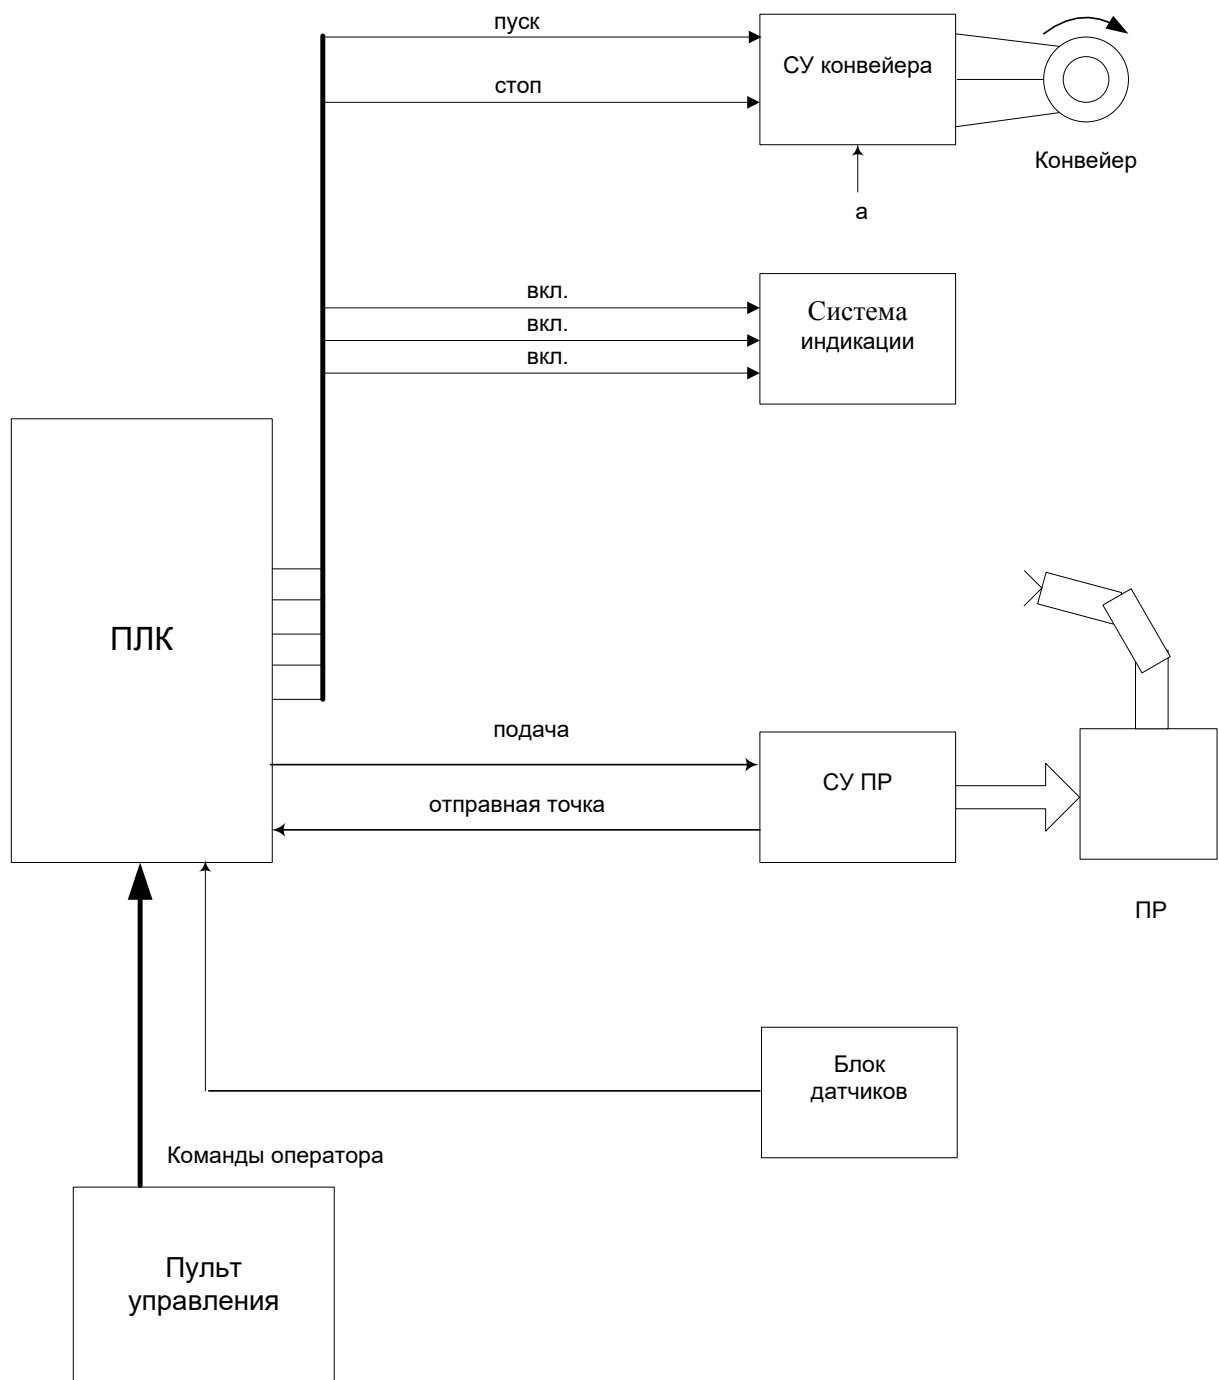 пуск
СУ конвейера
стоп
Конвейер
а
вкл.
вкл.
вкл.
Система
индикации
ПЛК
подача
СУ ПР
отправная точка
ПР
Блок
датчиков
Команды оператора
Пульт
управления